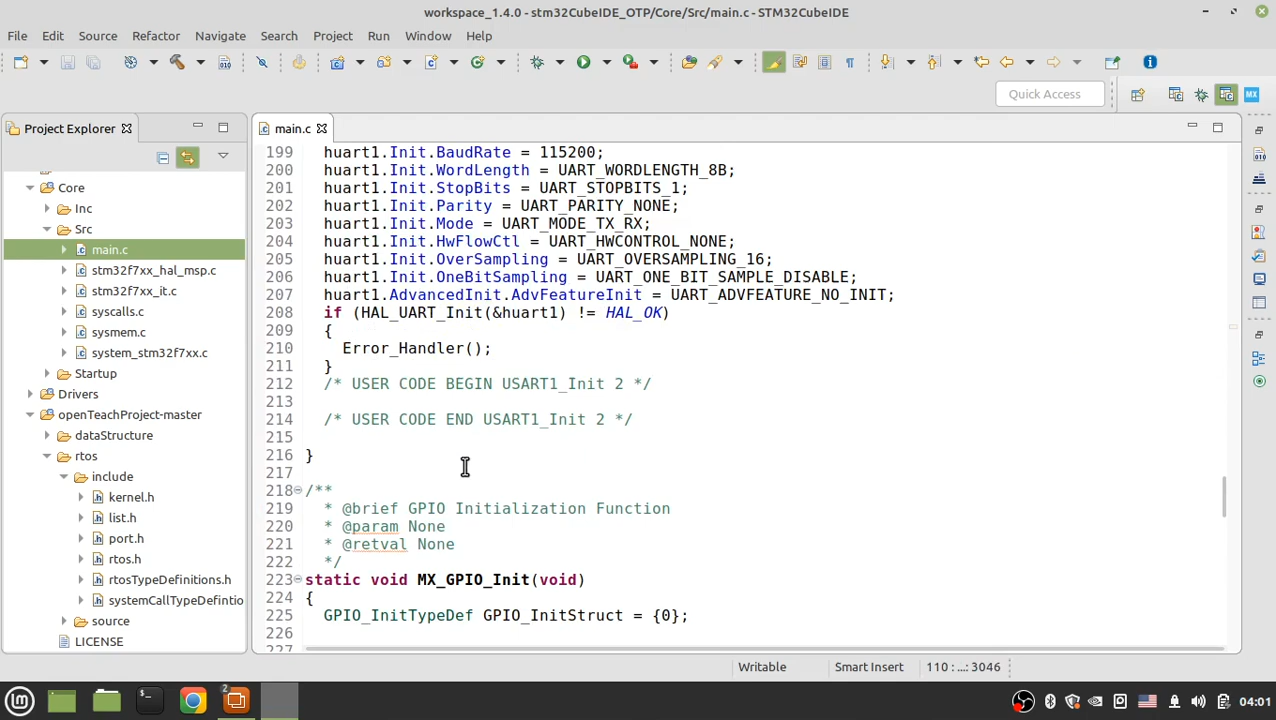 workspace_1.4.0 - stm32CubeIDE_OTP/Core/Src/main.c - STM32CubeIDE
File Edit Source Refactor Navigate Search Project Run Window Help
Quick Access
Project Explorer
main.c
Core
Inc
Src
main.c
stm32f7xx_hal_msp.c
stm32f7xx_it.c
syscalls.c
sysmem.c
system_stm32f7xx.c
Startup
Drivers
openTeachProject-master
dataStructure
rtos
include
kernel.h
list.h
port.h
rtos.h
rtosTypeDefinitions.h
systemCallTypeDefintio
source
LICENSE
199 huart1.Init.BaudRate = 115200;
200 huart1.Init.WordLength = UART_WORDLENGTH_8B;
201 huart1.Init.StopBits = UART_STOPBITS_1;
202 huart1.Init.Parity = UART_PARITY_NONE;
203 huart1.Init.Mode = UART_MODE_TX_RX;
204 huart1.Init.HwFlowCtl = UART_HWCONTROL_NONE;
205 huart1.Init.OverSampling = UART_OVERSAMPLING_16;
206 huart1.Init.OneBitSampling = UART_ONE_BIT_SAMPLE_DISABLE;
207 huart1.AdvancedInit.AdvFeatureInit = UART_ADVFEATURE_NO_INIT;
208 if (HAL_UART_Init(&huart1) != HAL_OK)
209 {
210 Error_Handler();
211 }
212 /* USER CODE BEGIN USART1_Init 2 */
213
214 /* USER CODE END USART1_Init 2 */
215
216 }
217
218 /**
219 * @brief GPIO Initialization Function
220 * @param None
221 * @retval None
222 */
223 static void MX_GPIO_Init(void)
224 {
225 GPIO_InitTypeDef GPIO_InitStruct = {0};
226
227
Writable Smart Insert 110 : ...: 3046
2
04:01